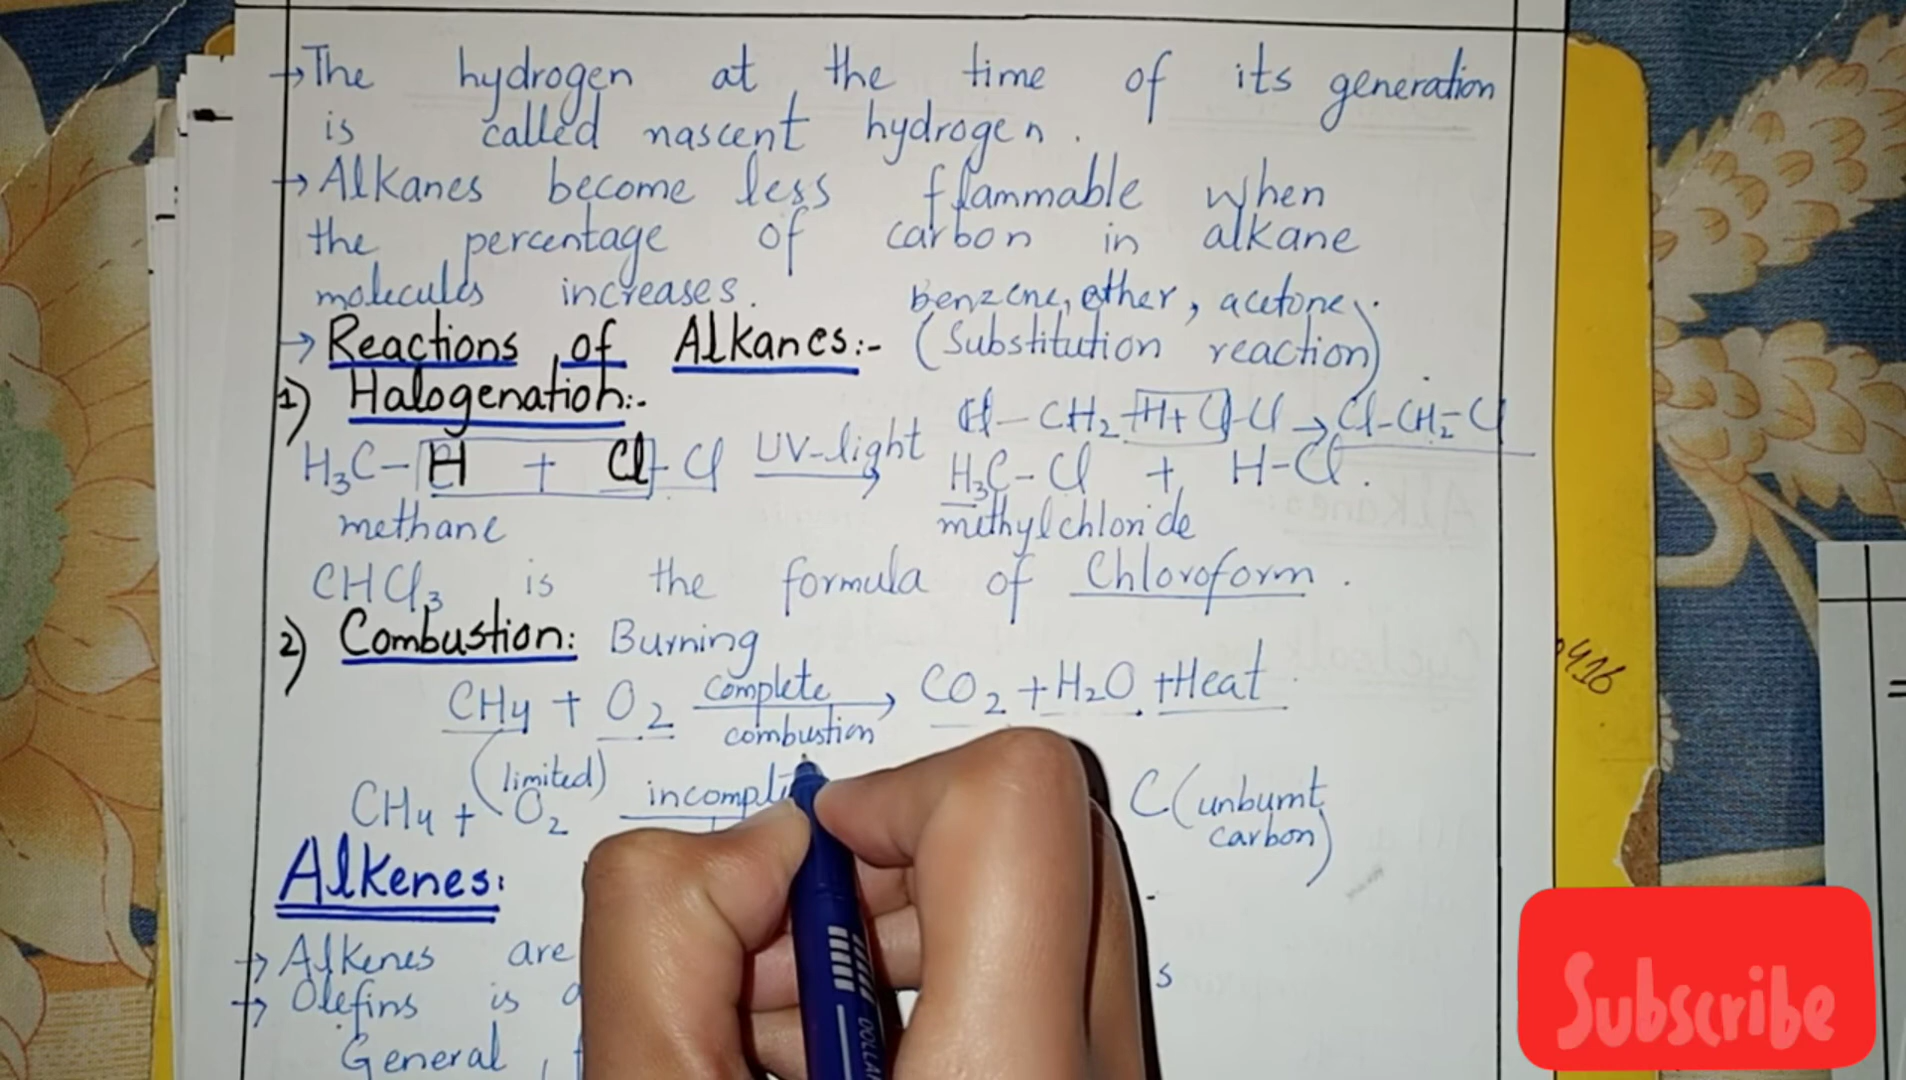 →The hydrogen at the time of its generation
is called nascent hydrogen.
→Alkanes become less flammable when
the percentage of carbon in alkane
molecules increases. benzene, ether, acetone.
→Reactions of Alkanes:- (Substitution reaction)
1) Halogenation:-
Cl-CH₂-H+Cl-Cl→Cl-CH₂-Cl
H₃C-H + Cl-Cl UV-light → H₃C-Cl + H-Cl.
methane methylchloride
CHCl₃ is the formula of Chloroform.
2) Combustion: Burning
CH₄ + O₂ complete combustion → CO₂ + H₂O + Heat
CH₄ + (limited) O₂ C (unburnt
carbon)
Alkenes:
→ Alkenes are
→ Olefins is
General
Subscribe
DOLLAR